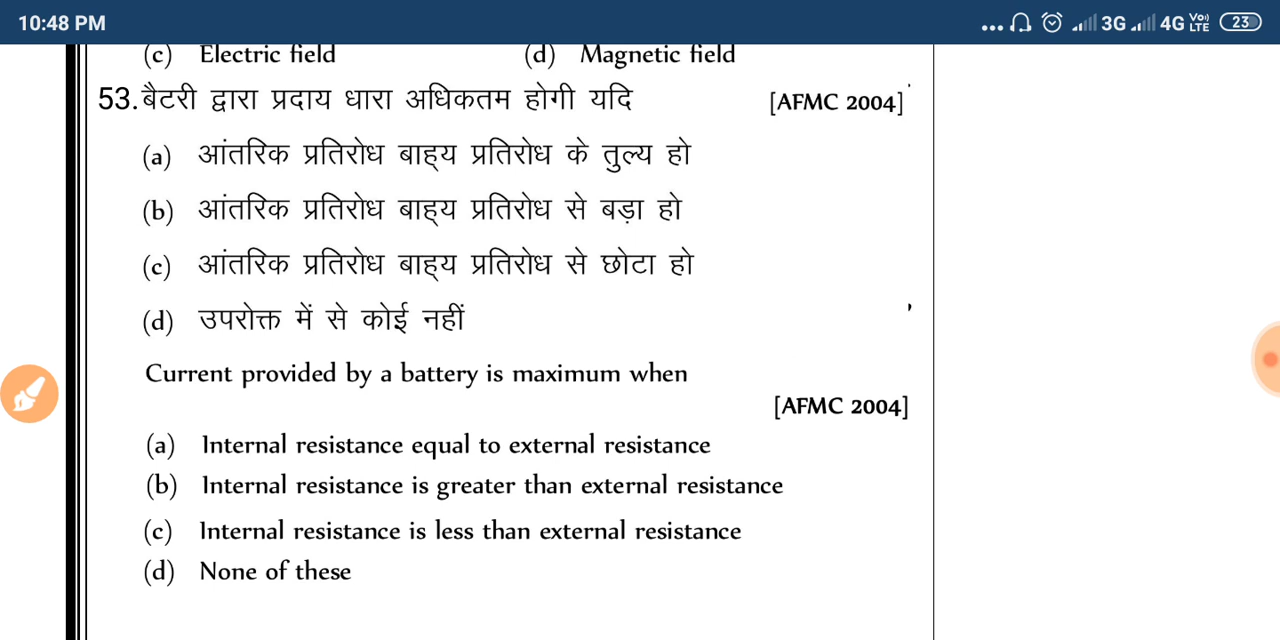 10:48 PM ... 3G 4G Vo)) LTE 23
(c) Electric field (d) Magnetic field
53. बैटरी द्वारा प्रदाय धारा अधिकतम होगी यदि [AFMC 2004]
(a) आंतरिक प्रतिरोध बाह्य प्रतिरोध के तुल्य हो
(b) आंतरिक प्रतिरोध बाह्य प्रतिरोध से बड़ा हो
(c) आंतरिक प्रतिरोध बाह्य प्रतिरोध से छोटा हो
(d) उपरोक्त में से कोई नहीं
Current provided by a battery is maximum when
[AFMC 2004]
(a) Internal resistance equal to external resistance
(b) Internal resistance is greater than external resistance
(c) Internal resistance is less than external resistance
(d) None of these